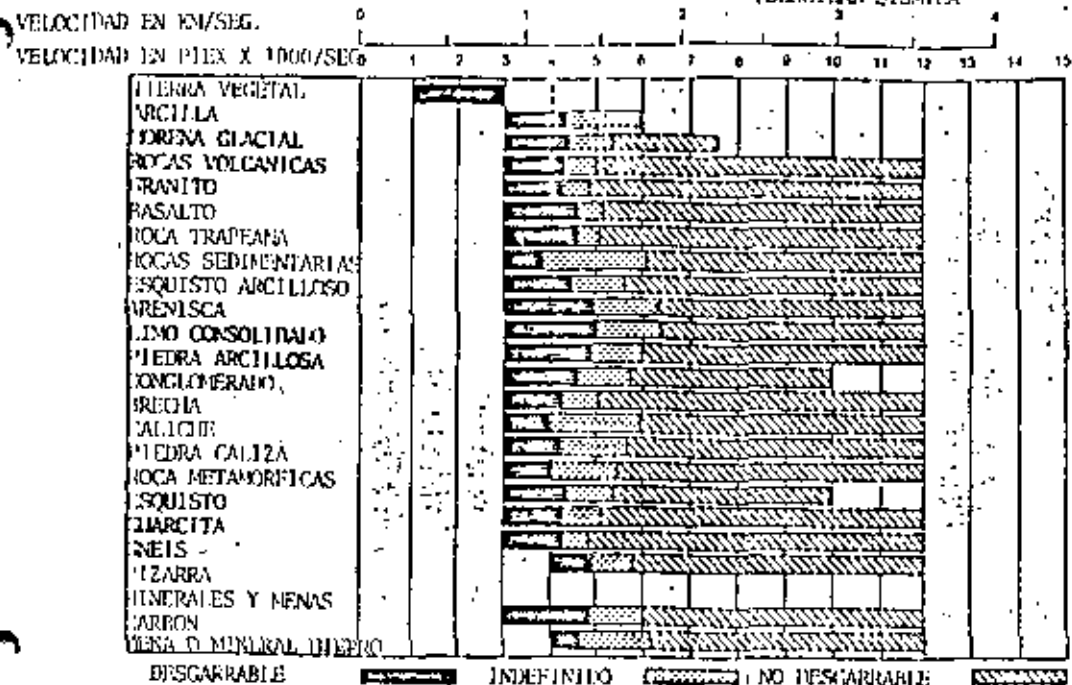 VELOCIDAD EN KM/SEG.
0 1 2 3 4
VELOCIDAD EN PIEX X 1000/SEG
0 1 2 3 4 5 6 7 8 9 10 11 12 13 14 15
TIERRA VEGETAL
ARCILLA
MORENA GLACIAL
ROCAS VOLCANICAS
GRANITO
BASALTO
ROCA TRAPEANA
ROCAS SEDIMENTARIAS
ESQUISTO ARCILLOSO
ARENISCA
LIMO CONSOLIDADO
PIEDRA ARCILLOSA
CONGLOMERADO
BRECHA
CALICHE
PIEDRA CALIZA
ROCA METAMORFICAS
ESQUISTO
CUARCITA
GNEIS
PIZARRA
MINERALES Y MENAS
CARBON
MENA O MINERAL HIERRO
DESGARRABLE INDEFINIDO NO DESGARRABLE